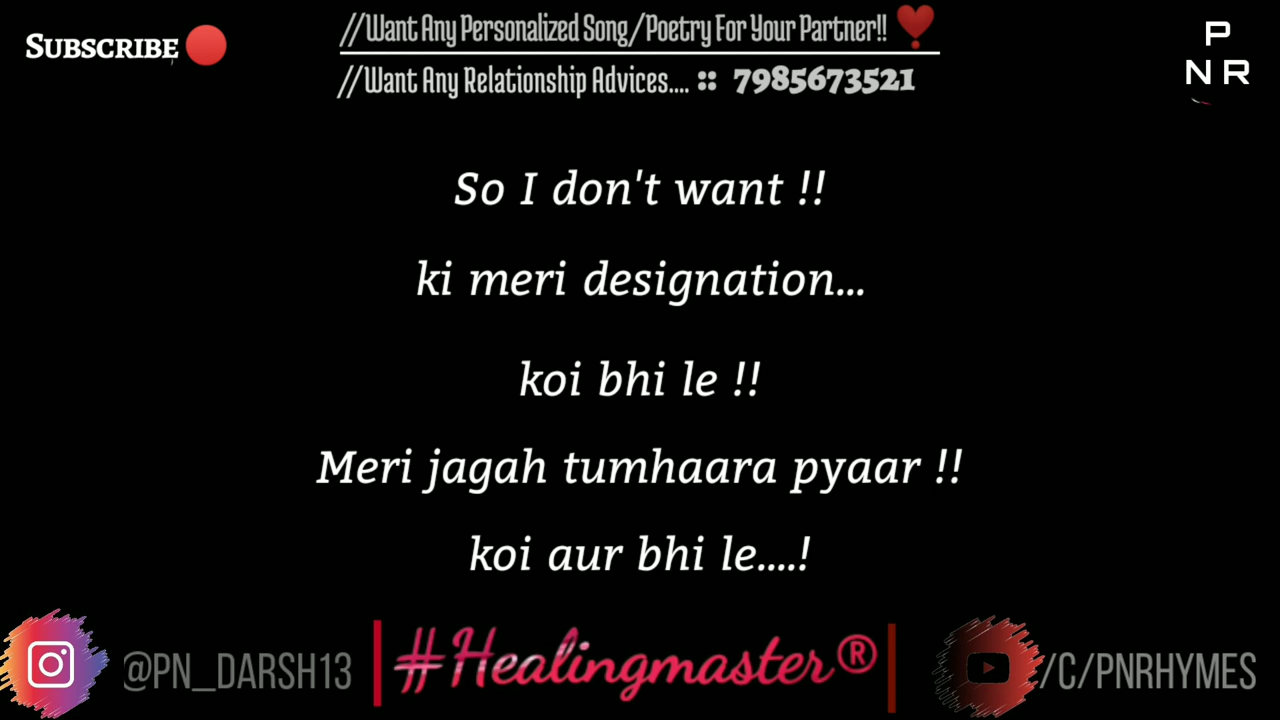 SUBSCRIBE
//Want Any Personalized Song/Poetry For Your Partner!!
//Want Any Relationship Advices.... :: 7985673521
P
NR
So I don't want !!
ki meri designation...
koi bhi le !!
Meri jagah tumhaara pyaar !!
koi aur bhi le....!
@PN_DARSH13
#Healingmaster®
/C/PNRHYMES